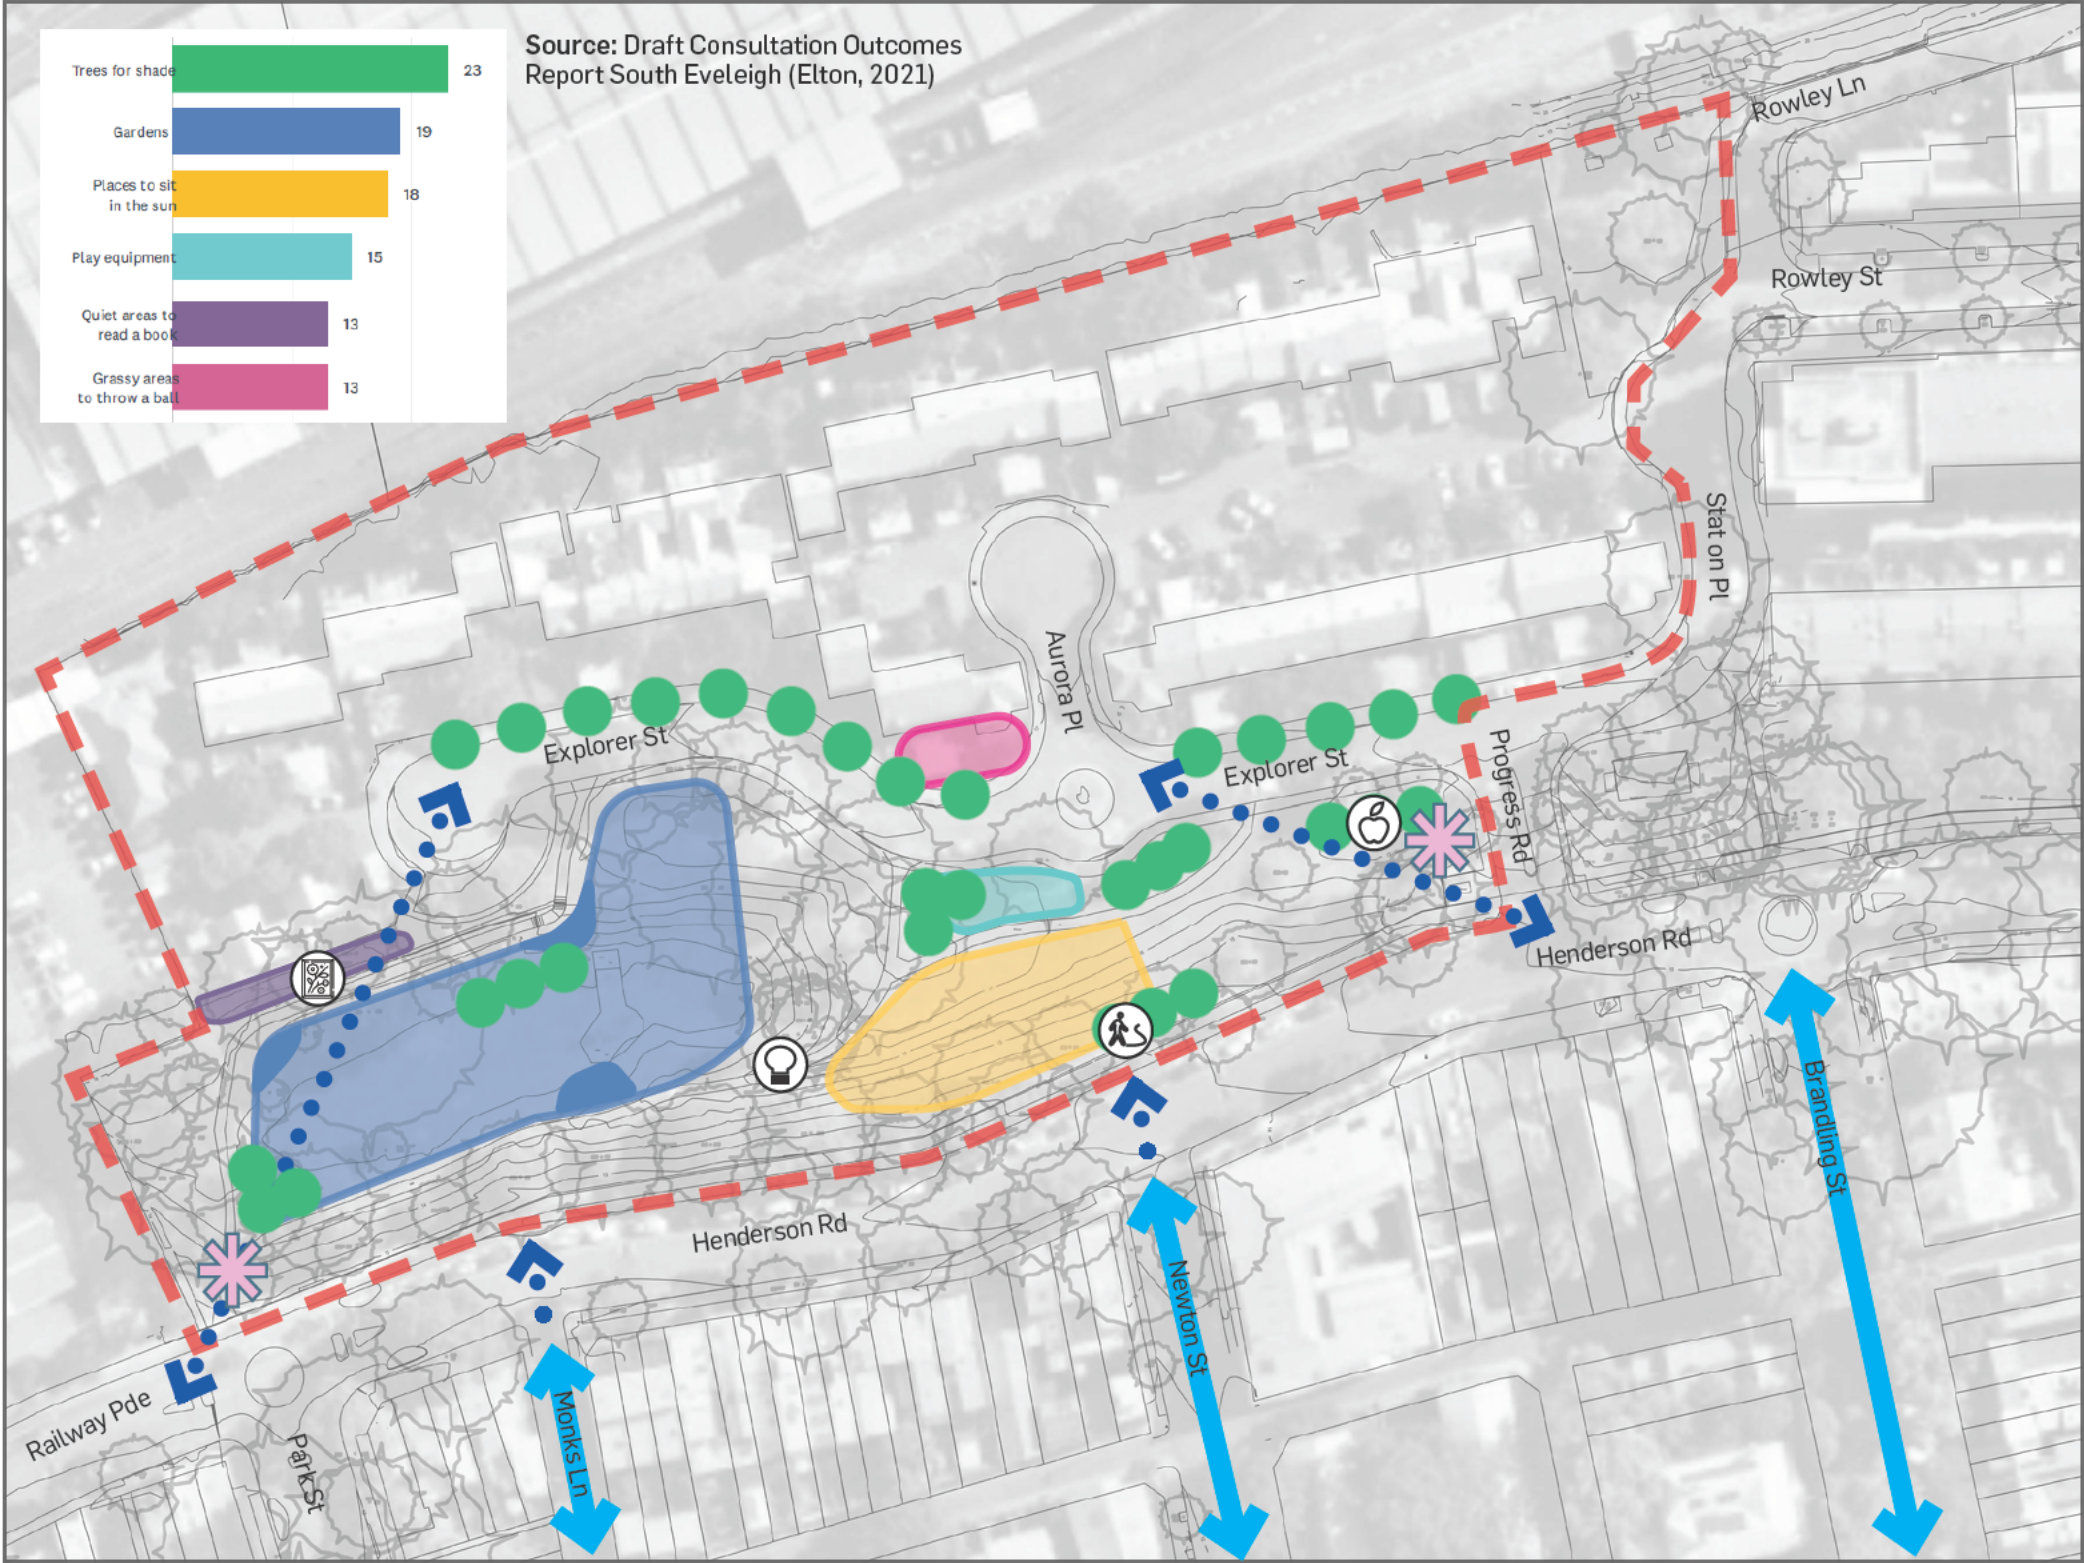 Trees for shade
23
Gardens
19
Places to sit
in the sun
18
Play equipment
15
Quiet areas to
read a book
13
Grassy areas
to throw a ball
13
Source: Draft Consultation Outcomes
Report South Eveleigh (Elton, 2021)
Rowley Ln
Rowley St
Stat on Pl
Aurora Pl
Explorer St
Explorer St
Progress Rd
Henderson Rd
Henderson Rd
Brandling St
Newton St
Monks Ln
Railway Pde
Park St